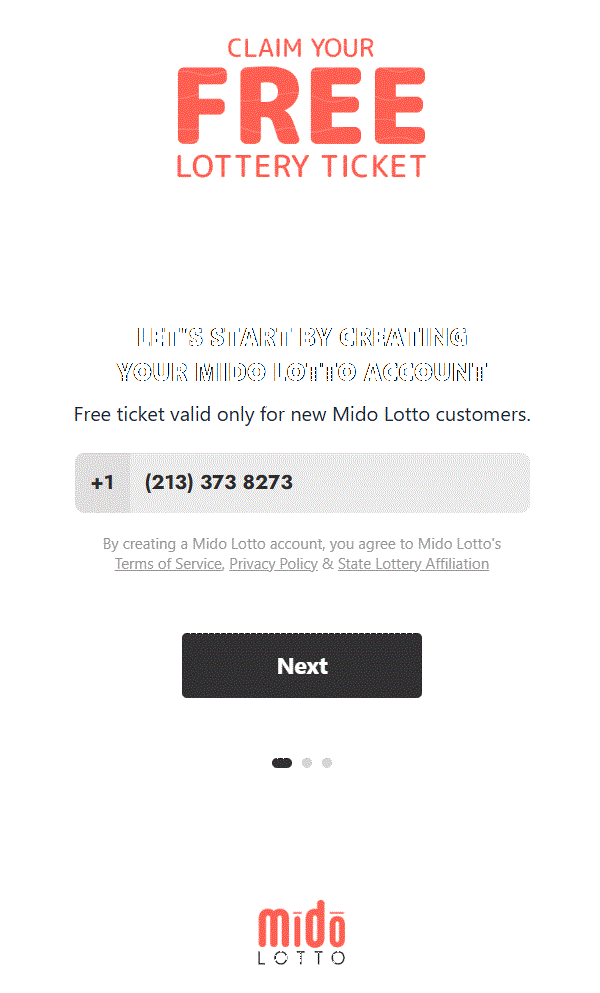 CLAIM YOUR
FREE
LOTTERY TICKET
LET'S START BY CREATING
YOUR MIDO LOTTO ACCOUNT
Free ticket valid only for new Mido Lotto customers.
+1 (213) 373 8273
By creating a Mido Lotto account, you agree to Mido Lotto's
Terms of Service, Privacy Policy & State Lottery Affiliation
Next
mīdō
LOTTO